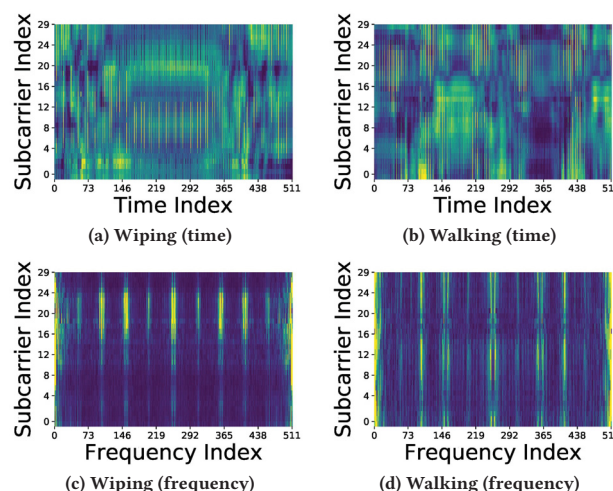 Subcarrier Index
29
24
20
16
12
8
4
0
0 73 146 219 292 365 438 511
Time Index
(a) Wiping (time)
Subcarrier Index
29
24
20
16
12
8
4
0
0 73 146 219 292 365 438 511
Time Index
(b) Walking (time)
Subcarrier Index
29
24
20
16
12
8
4
0
0 73 146 219 292 365 438 511
Frequency Index
(c) Wiping (frequency)
Subcarrier Index
29
24
20
16
12
8
4
0
0 73 146 219 292 365 438 511
Frequency Index
(d) Walking (frequency)